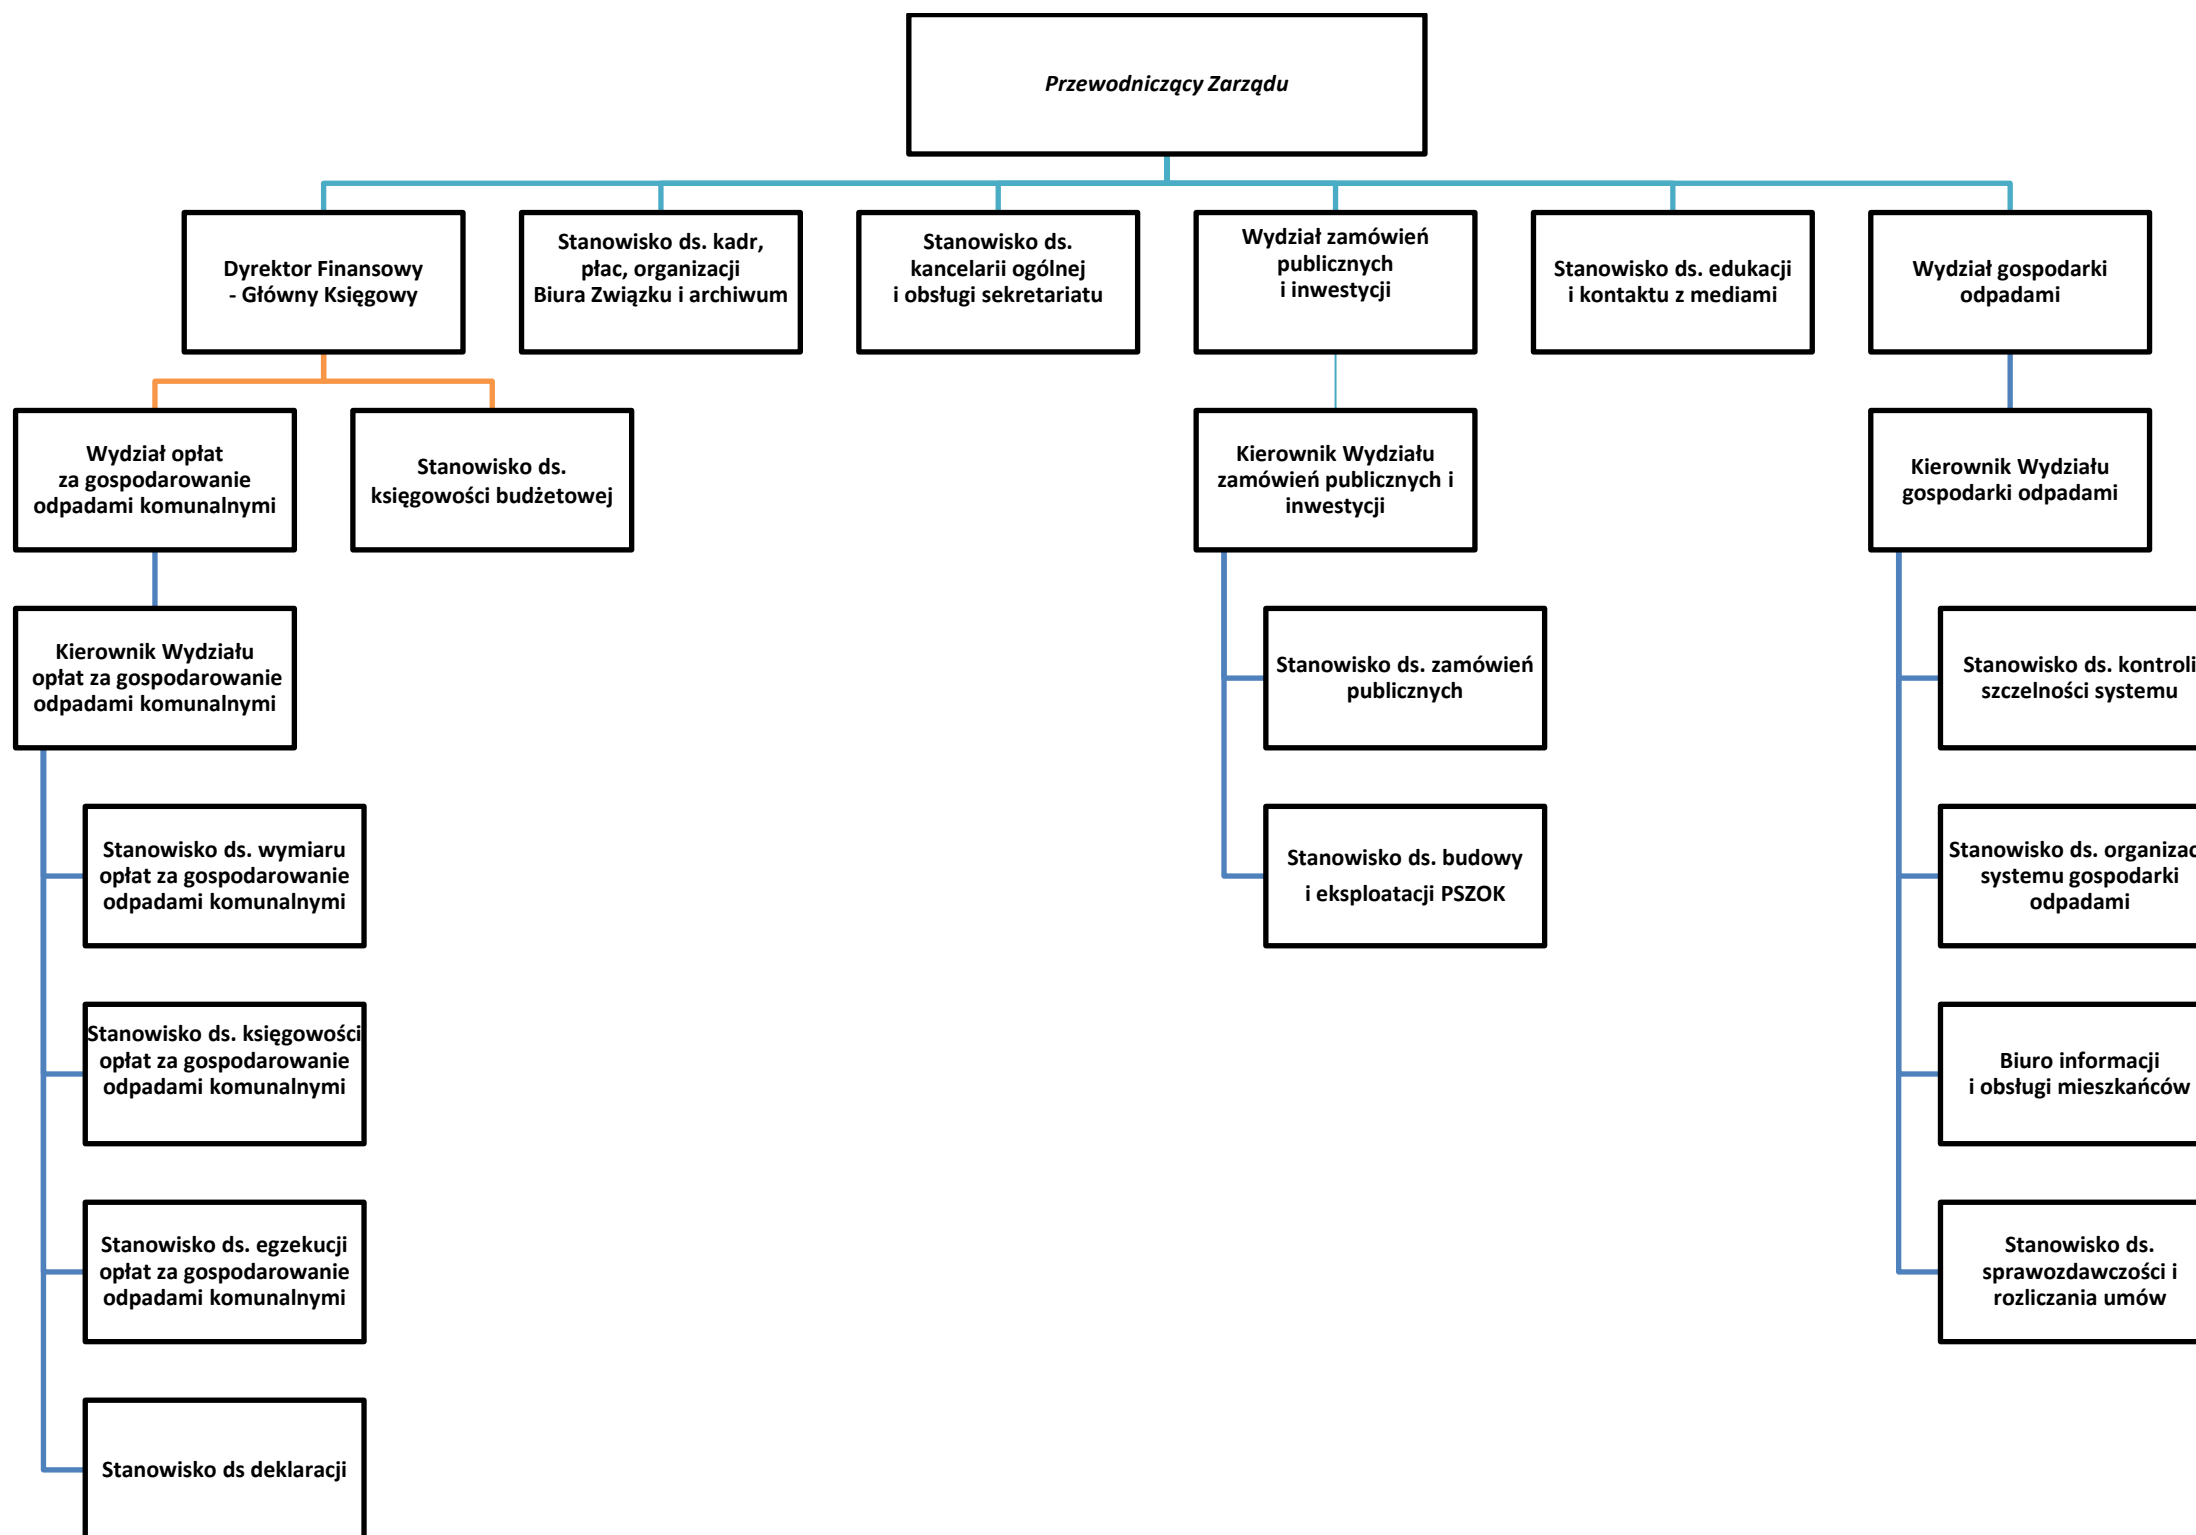 Przewodniczący Zarządu
Dyrektor Finansowy
- Główny Księgowy
Stanowisko ds. kadr,
płac, organizacji
Biura Związku i archiwum
Stanowisko ds.
kancelarii ogólnej
i obsługi sekretariatu
Wydział zamówień
publicznych
i inwestycji
Stanowisko ds. edukacji
i kontaktu z mediami
Wydział gospodarki
odpadami
Wydział opłat
za gospodarowanie
odpadami komunalnymi
Stanowisko ds.
księgowości budżetowej
Kierownik Wydziału
zamówień publicznych i
inwestycji
Kierownik Wydziału
gospodarki odpadami
Kierownik Wydziału
opłat za gospodarowanie
odpadami komunalnymi
Stanowisko ds. zamówień
publicznych
Stanowisko ds. kontroli
szczelności systemu
Stanowisko ds. wymiaru
opłat za gospodarowanie
odpadami komunalnymi
Stanowisko ds. budowy
i eksploatacji PSZOK
Stanowisko ds.
systemu gospodarki
odpadami
Stanowisko ds. księgowości
opłat za gospodarowanie
odpadami komunalnymi
Biuro informacji
i obsługi mieszkańców
Stanowisko ds. egzekucji
opłat za gospodarowanie
odpadami komunalnymi
Stanowisko ds.
sprawozdawczości i
rozliczania umów
Stanowisko ds deklaracji